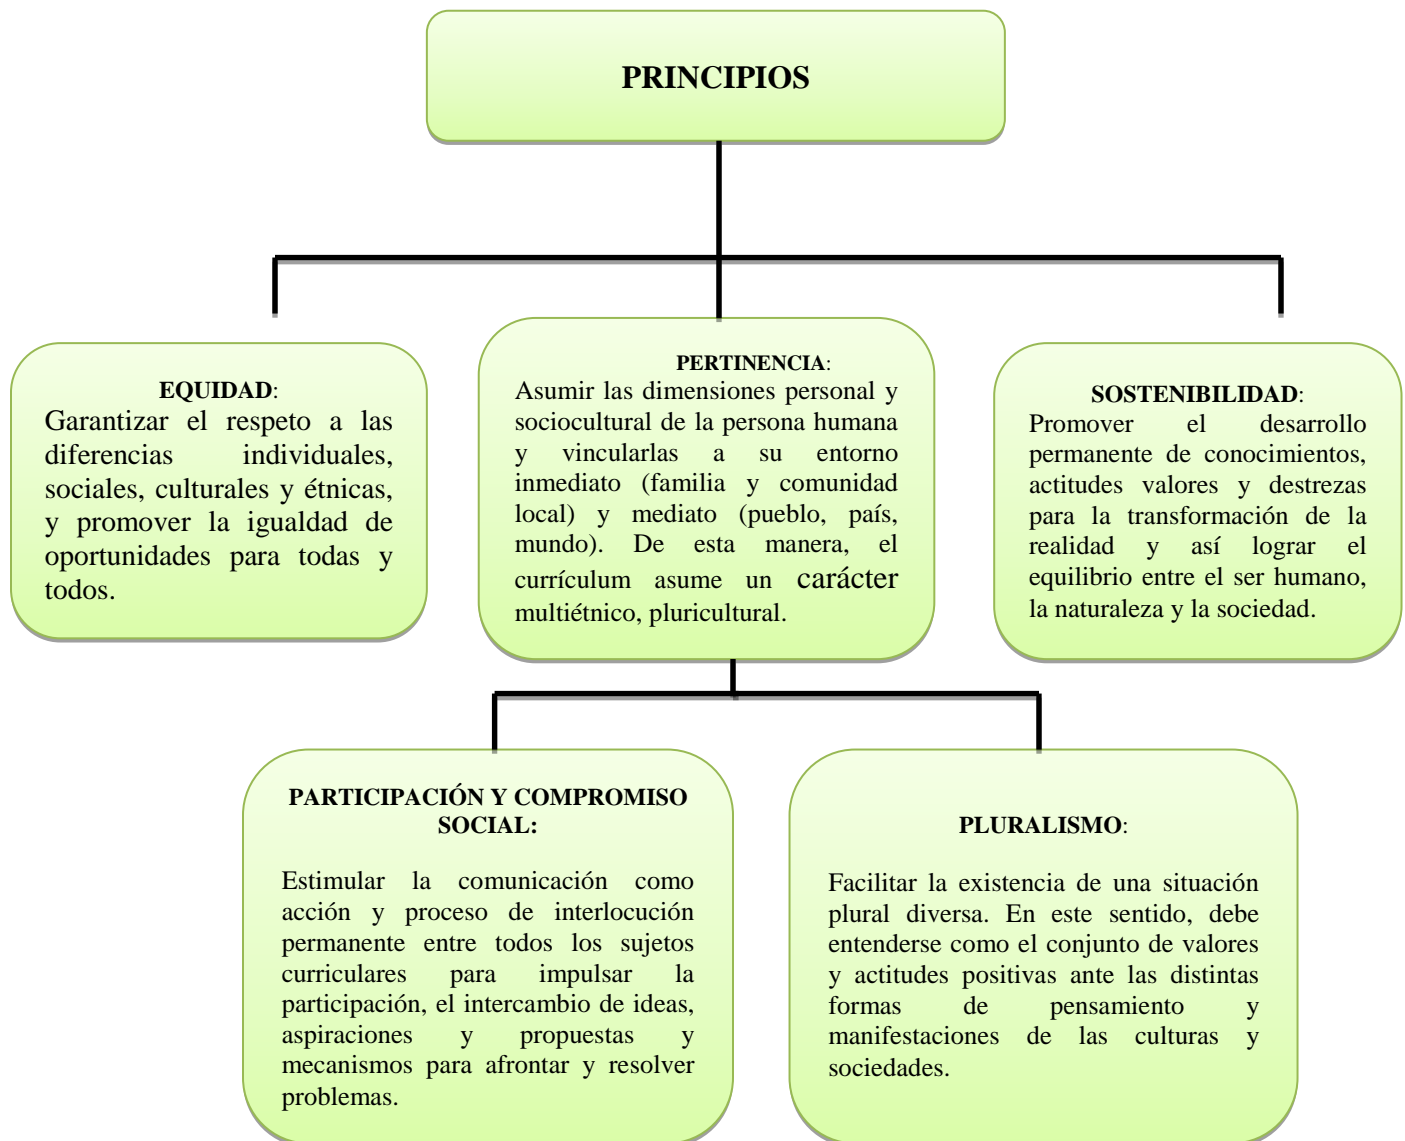 PRINCIPIOS
EQUIDAD:
Garantizar el respeto a las
diferencias individuales,
sociales, culturales y étnicas,
y promover la igualdad de
oportunidades para todas y
todos.
PERTINENCIA:
Asumir las dimensiones personal y
sociocultural de la persona humana
y vincularlas a su entorno
inmediato (familia y comunidad
local) y mediato (pueblo, país,
mundo). De esta manera, el
currículum asume un carácter
multiétnico, pluricultural.
SOSTENIBILIDAD:
Promover el desarrollo
permanente de conocimientos,
actitudes valores y destrezas
para la transformación de la
realidad y así lograr el
equilibrio entre el ser humano,
la naturaleza y la sociedad.
PARTICIPACIÓN Y COMPROMISO
SOCIAL:
Estimular la comunicación como
acción y proceso de interlocución
permanente entre todos los sujetos
curriculares para impulsar la
participación, el intercambio de ideas,
aspiraciones y propuestas y
mecanismos para afrontar y resolver
problemas.
PLURALISMO:
Facilitar la existencia de una situación
plural diversa. En este sentido, debe
entenderse como el conjunto de valores
y actitudes positivas ante las distintas
formas de pensamiento y
manifestaciones de las culturas y
sociedades.